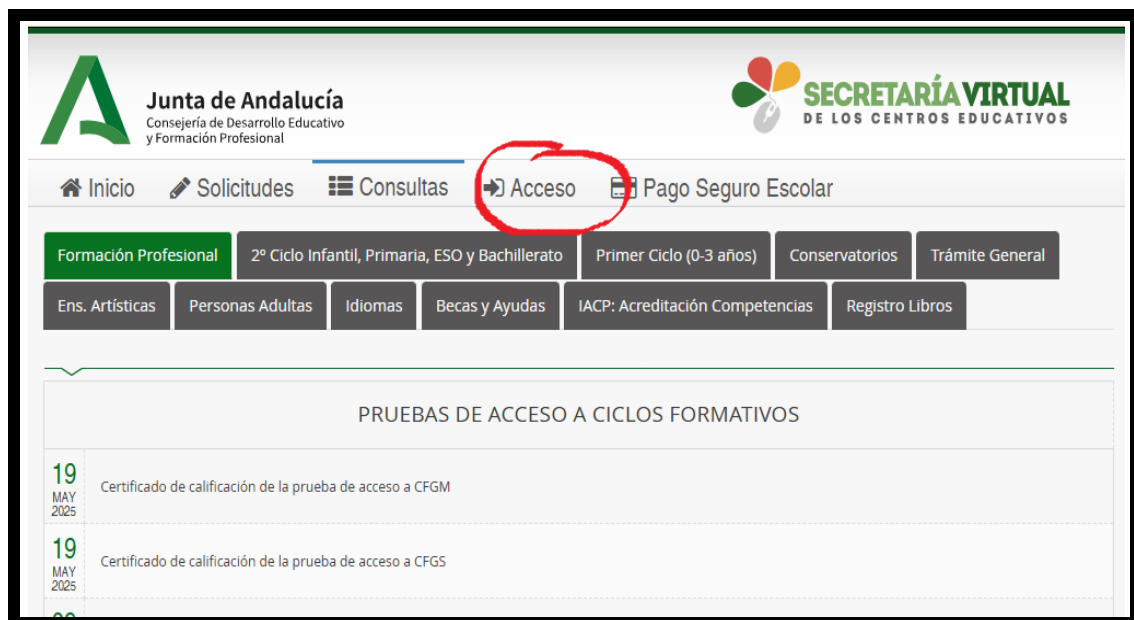 Junta de Andalucía
Consejería de Desarrollo Educativo
y Formación Profesional
SECRETARÍA VIRTUAL
DE LOS CENTROS EDUCATIVOS
Inicio Solicitudes Consultas Acceso Pago Seguro Escolar
Formación Profesional 2º Ciclo Infantil, Primaria, ESO y Bachillerato Primer Ciclo (0-3 años) Conservatorios Trámite General
Ens. Artísticas Personas Adultas Idiomas Becas y Ayudas IACP: Acreditación Competencias Registro Libros
PRUEBAS DE ACCESO A CICLOS FORMATIVOS
19
MAY
2025
Certificado de calificación de la prueba de acceso a CFGM
19
MAY
2025
Certificado de calificación de la prueba de acceso a CFGS